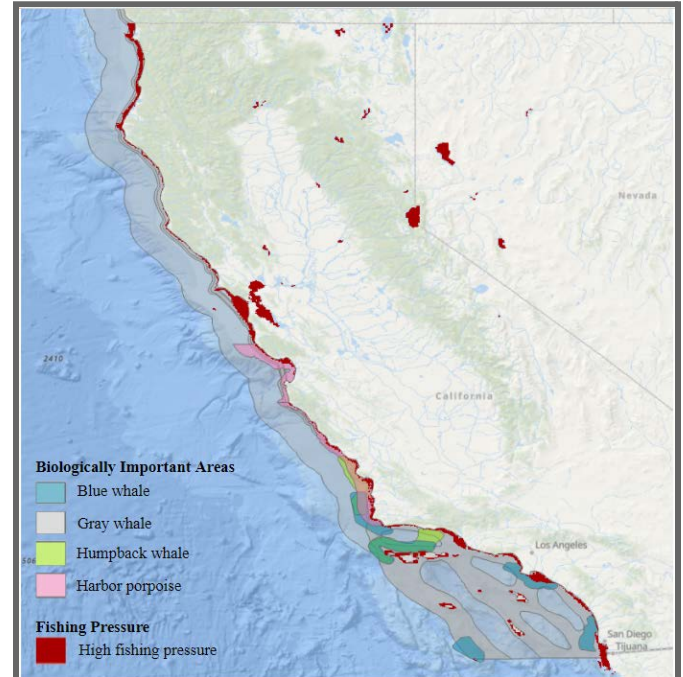 Nevada
2410
California
Biologically Important Areas
Blue whale
Gray whale
Humpback whale
Harbor porpoise
Los Angeles
Fishing Pressure
High fishing pressure
San Diego
Tijuana